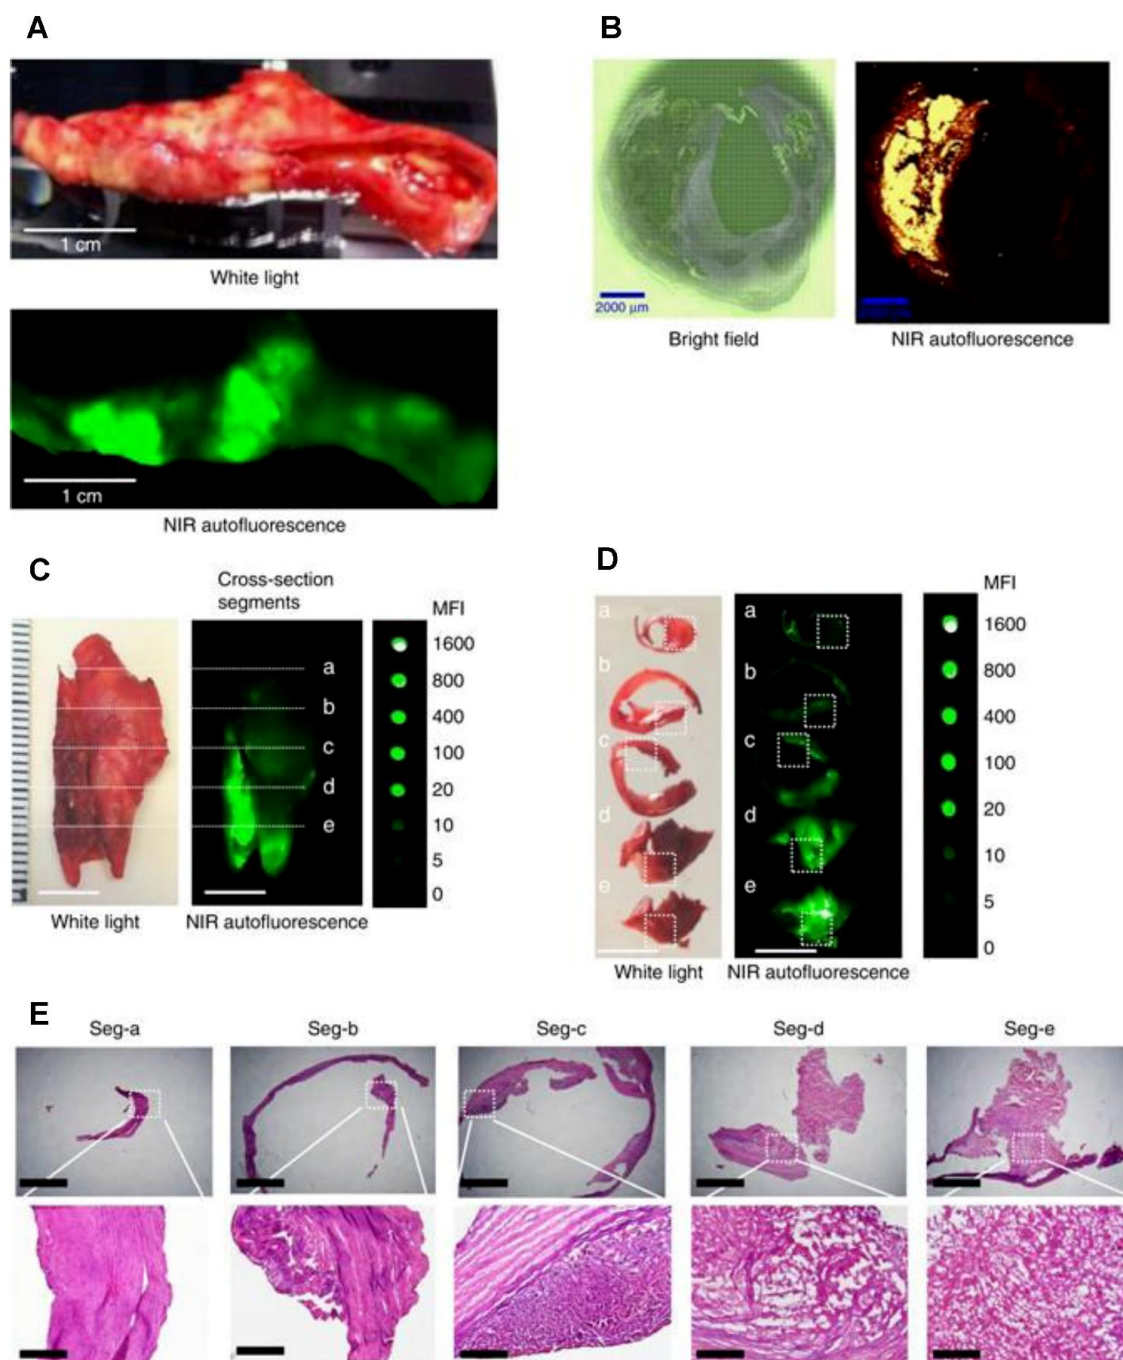 A
1 cm
White light
1 cm
NIR autofluorescence
B
2000 μm
Bright field
NIR autofluorescence
C
Cross-section
segments
MFI
a
1600
b
800
c
400
d
100
e
20
10
5
0
White light
NIR autofluorescence
D
MFI
a
a
1600
b
b
800
c
c
400
d
d
100
e
e
20
10
5
0
White light
NIR autofluorescence
E
Seg-a
Seg-b
Seg-c
Seg-d
Seg-e